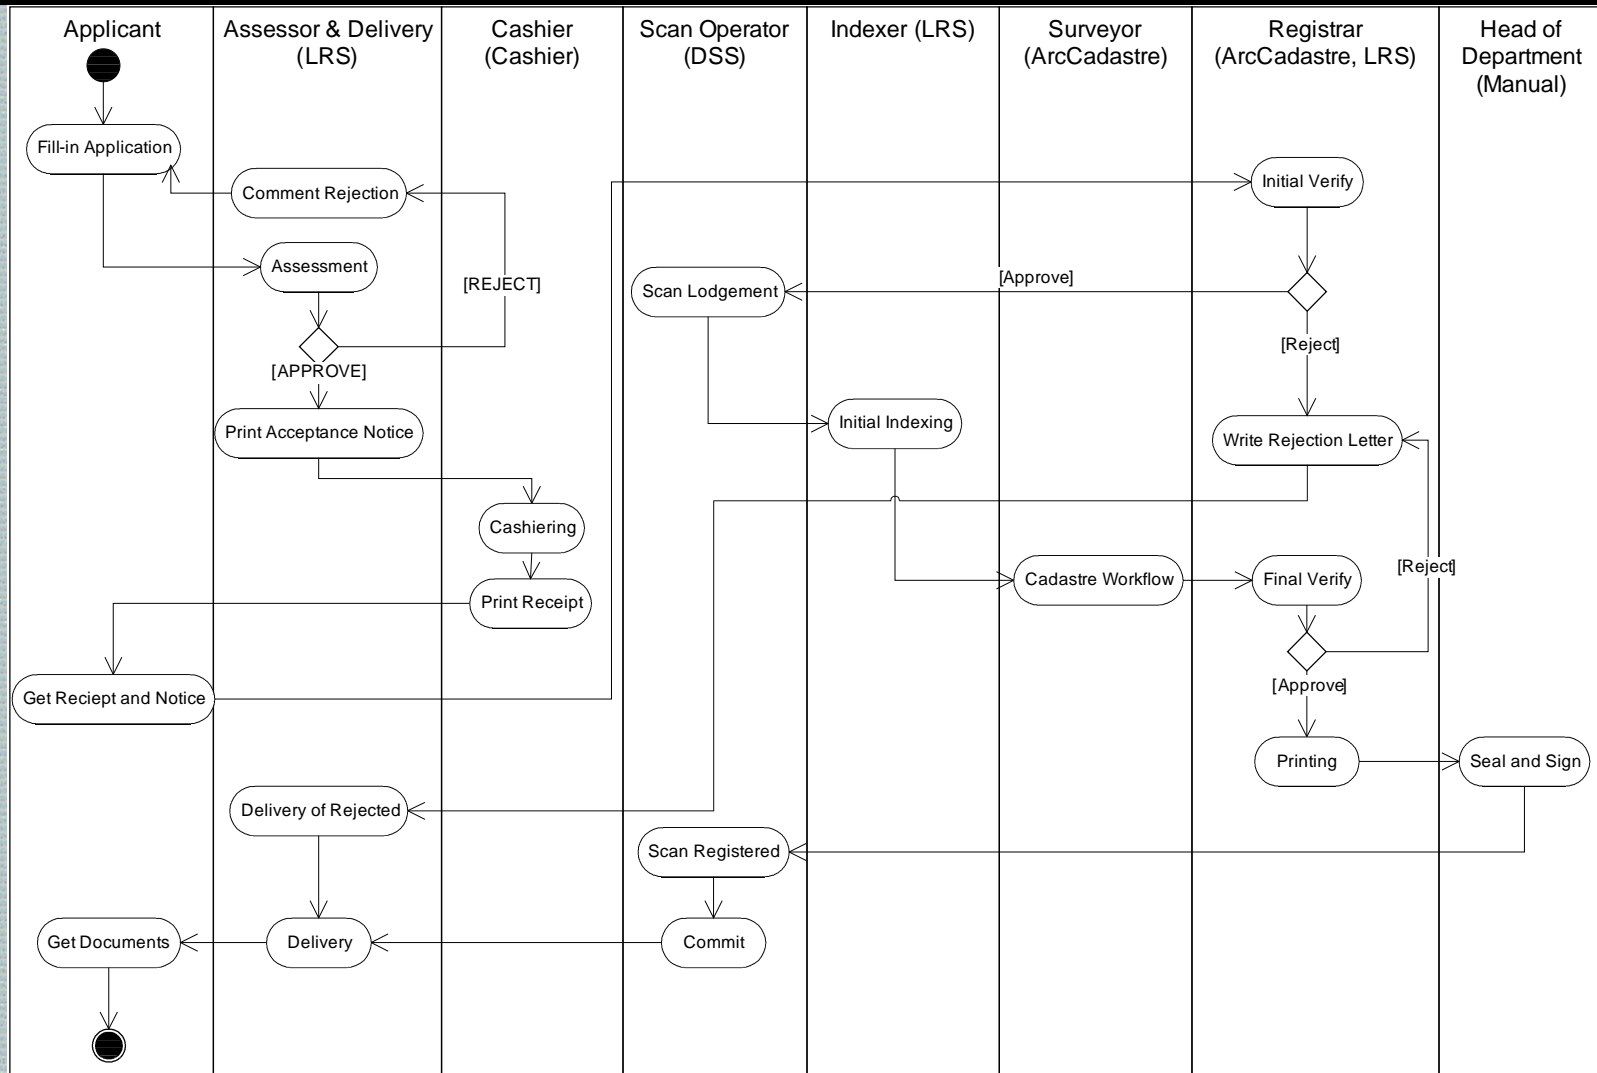 Applicant
Assessor & Delivery
(LRS)
Cashier
(Cashier)
Scan Operator
(DSS)
Indexer (LRS)
Surveyor
(ArcCadastre)
Registrar
(ArcCadastre, LRS)
Head of
Department
(Manual)
Fill-in Application
Comment Rejection
Initial Verify
Assessment
[REJECT]
Scan Lodgement
[Approve]
[Reject]
[APPROVE]
Print Acceptance Notice
Initial Indexing
Write Rejection Letter
Cashiering
Cadastre Workflow
Final Verify
[Reject]
Print Receipt
Get Reciept and Notice
[Approve]
Printing
Seal and Sign
Delivery of Rejected
Scan Registered
Get Documents
Delivery
Commit